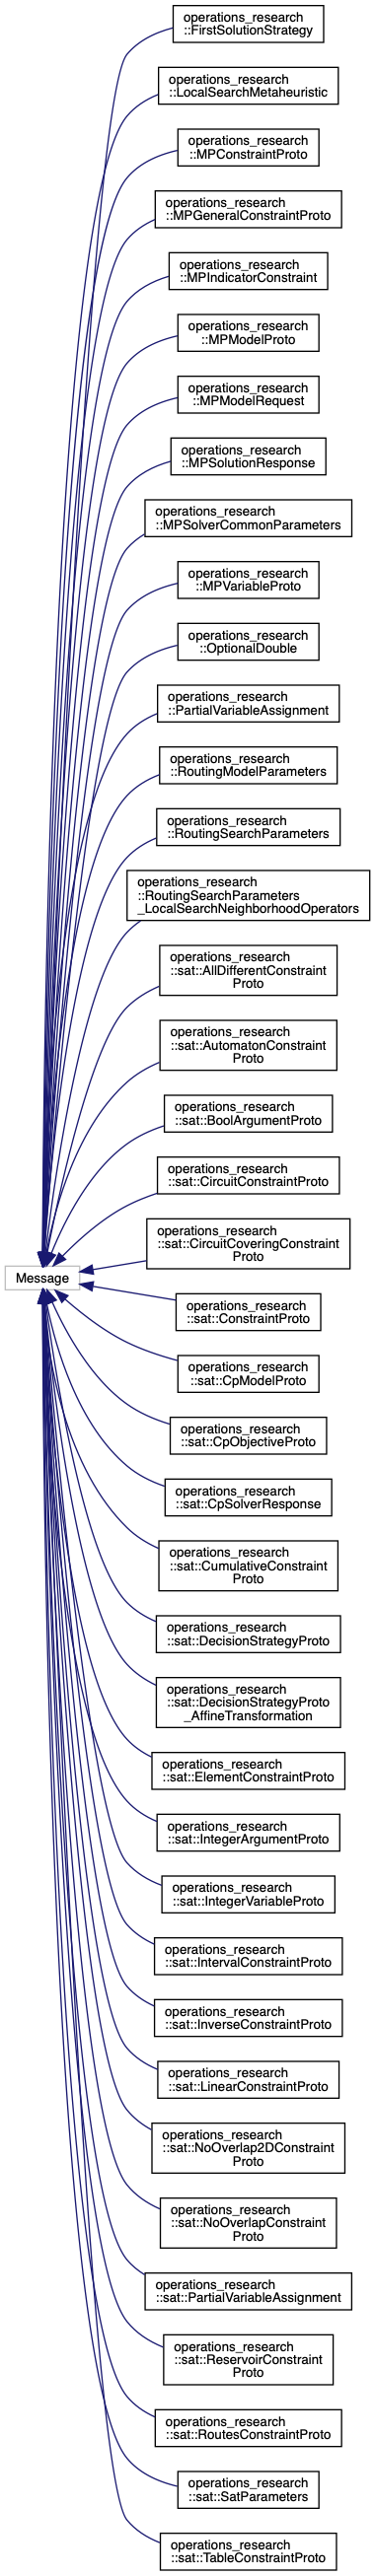 operations_research
::FirstSolutionStrategy
operations_research
::LocalSearchMetaheuristic
operations_research
::MPConstraintProto
operations_research
::MPGeneralConstraintProto
operations_research
::MPIndicatorConstraint
operations_research
::MPModelProto
operations_research
::MPModelRequest
operations_research
::MPSolutionResponse
operations_research
::MPSolverCommonParameters
operations_research
::MPVariableProto
operations_research
::OptionalDouble
operations_research
::PartialVariableAssignment
operations_research
::RoutingModelParameters
operations_research
::RoutingSearchParameters
operations_research
::RoutingSearchParameters
_LocalSearchNeighborhoodOperators
operations_research
::sat::AllDifferentConstraint
Proto
operations_research
::sat::AutomatonConstraint
Proto
operations_research
::sat::BoolArgumentProto
operations_research
::sat::CircuitConstraintProto
operations_research
::sat::CircuitCoveringConstraint
Proto
Message
operations_research
::sat::ConstraintProto
operations_research
::sat::CpModelProto
operations_research
::sat::CpObjectiveProto
operations_research
::sat::CpSolverResponse
operations_research
::sat::CumulativeConstraint
Proto
operations_research
::sat::DecisionStrategyProto
operations_research
::sat::DecisionStrategyProto
_AffineTransformation
operations_research
::sat::ElementConstraintProto
operations_research
::sat::IntegerArgumentProto
operations_research
::sat::IntegerVariableProto
operations_research
::sat::IntervalConstraintProto
operations_research
::sat::InverseConstraintProto
operations_research
::sat::LinearConstraintProto
operations_research
::sat::NoOverlap2DConstraint
Proto
operations_research
::sat::NoOverlapConstraint
Proto
operations_research
::sat::PartialVariableAssignment
operations_research
::sat::ReservoirConstraint
Proto
operations_research
::sat::RoutesConstraintProto
operations_research
::sat::SatParameters
operations_research
::sat::TableConstraintProto